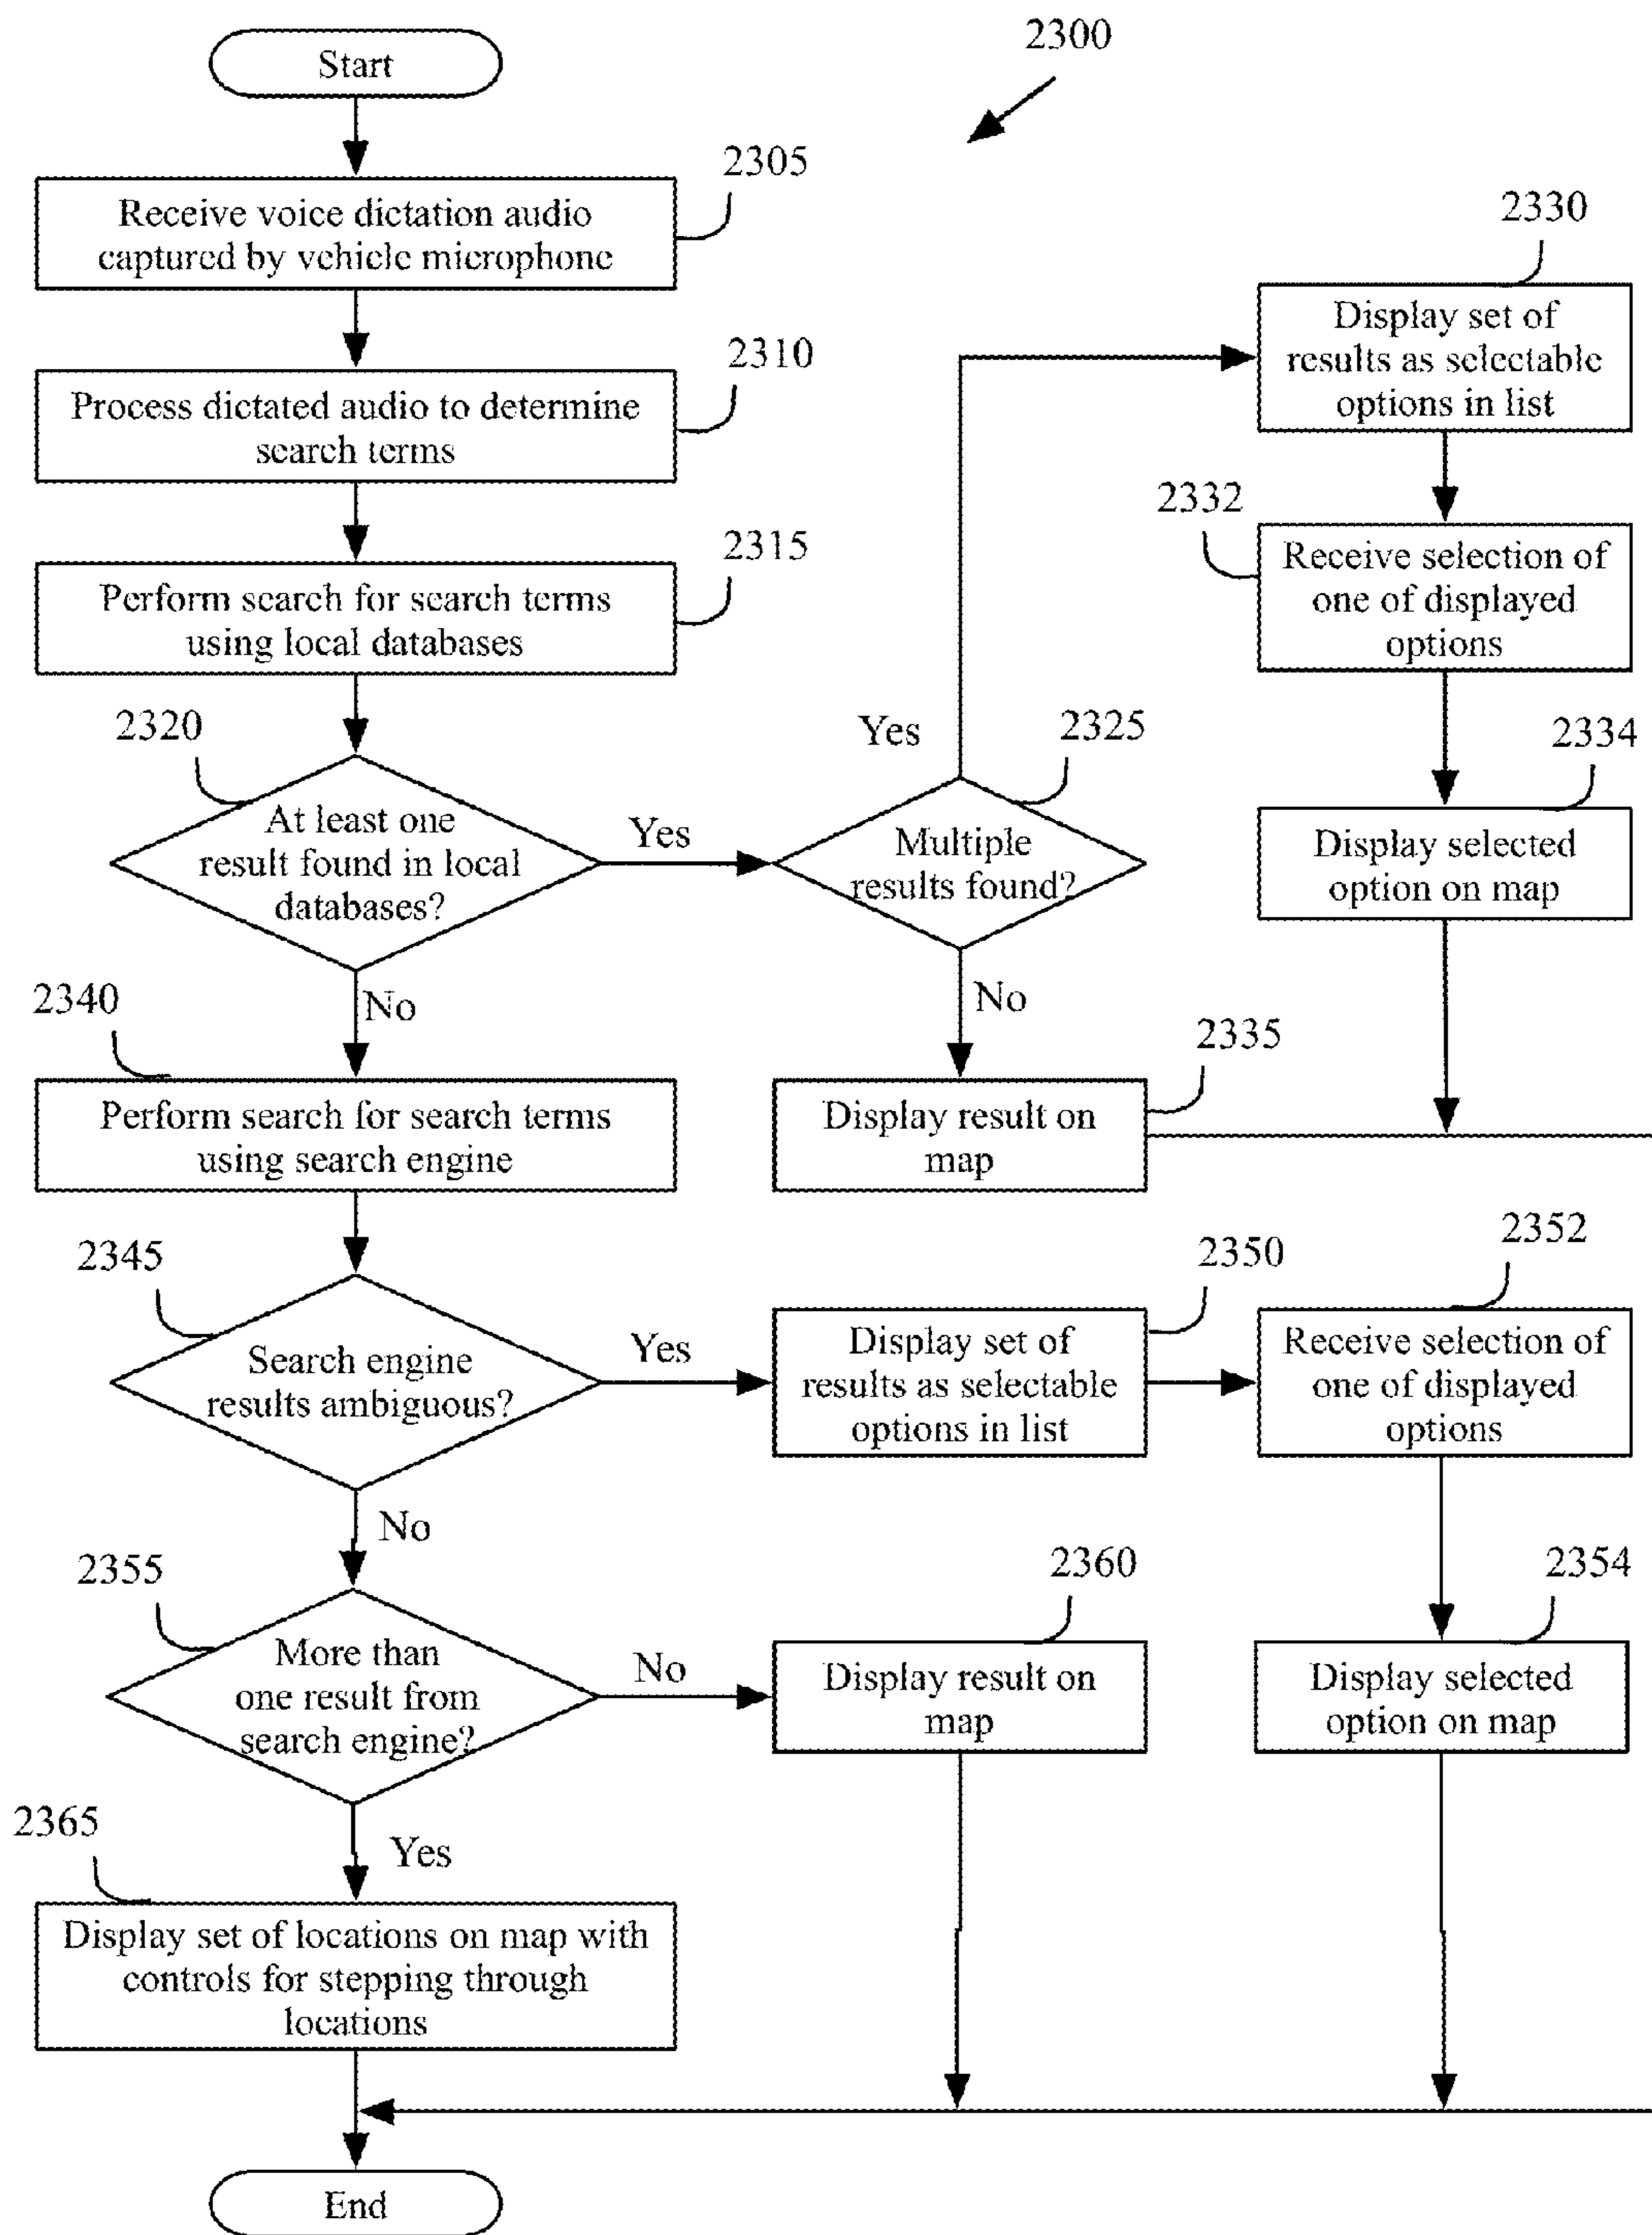 2300
Start
2305
Receive voice dictation audio
captured by vehicle microphone
2310
Process dictated audio to determine
search terms
2315
Perform search for search terms
using local databases
2320
At least one
result found in local
databases?
Yes
No
2325
Multiple
results found?
Yes
No
2330
Display set of
results as selectable
options in list
2332
Receive selection of
one of displayed
options
2334
Display selected
option on map
2335
Display result on
map
2340
Perform search for search terms
using search engine
2345
Search engine
results ambiguous?
Yes
No
2350
Display set of
results as selectable
options in list
2352
Receive selection of
one of displayed
options
2354
Display selected
option on map
2355
More than
one result from
search engine?
No
Yes
2360
Display result on
map
2365
Display set of locations on map with
controls for stepping through
locations
End